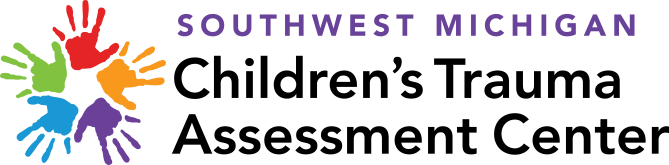 SOUTHWEST MICHIGAN
Children's Trauma
Assessment Center